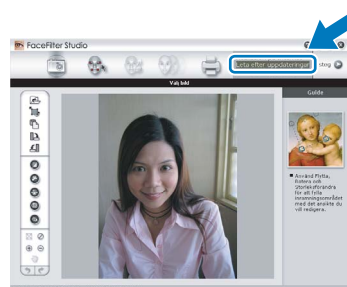 FaceFilter Studio
Leta efter uppdateringar
steg
Välj bild
Guide
Använd Flytta,
Rotera och
Storleksförändra
för att fylla
inramningsområdet
med det ansikte du
vill redigera.